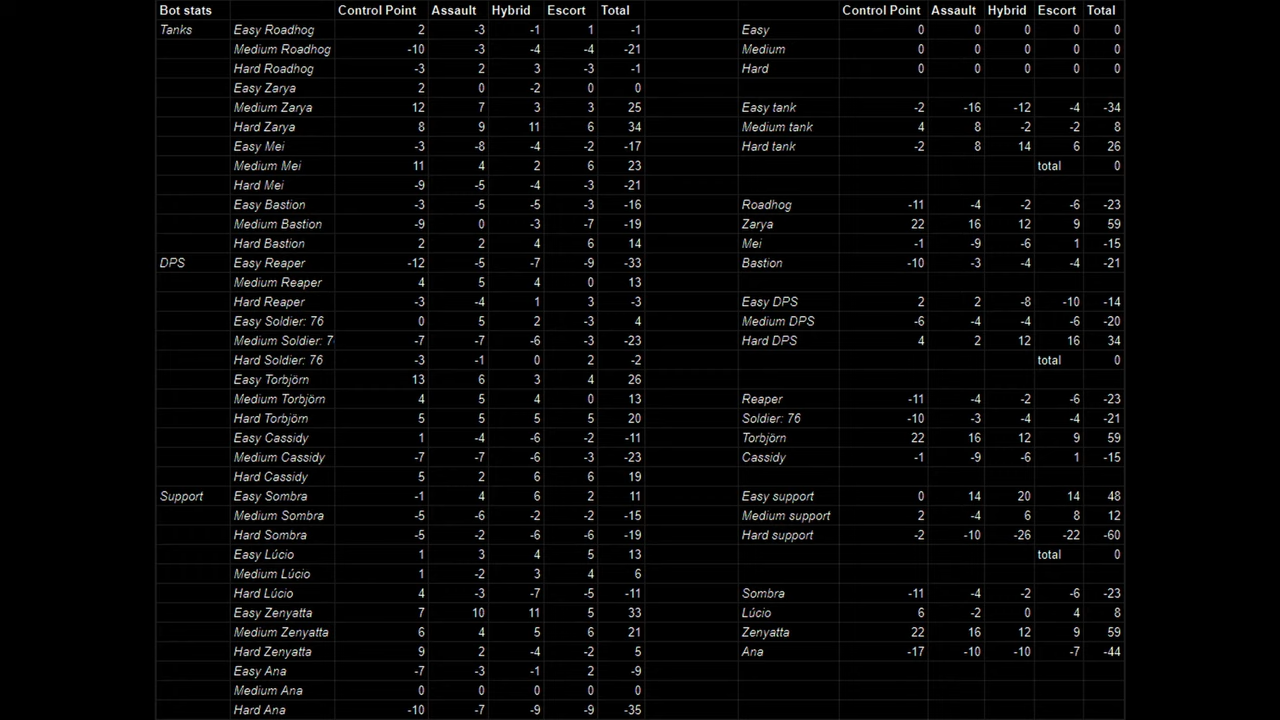 Bot stats Control Point Assault Hybrid Escort Total Control Point Assault Hybrid Escort Total
Tanks Easy Roadhog 2 -3 -1 1 -1 Easy 0 0 0 0 0
Medium Roadhog -10 -3 -4 -4 -21 Medium 0 0 0 0 0
Hard Roadhog -3 2 3 -3 -1 Hard 0 0 0 0 0
Easy Zarya 2 0 -2 0 0
Medium Zarya 12 7 3 3 25 Easy tank -2 -16 -12 -4 -34
Hard Zarya 8 9 11 6 34 Medium tank 4 8 -2 -2 8
Easy Mei -3 -8 -4 -2 -17 Hard tank -2 8 14 6 26
Medium Mei 11 4 2 6 23 total 0
Hard Mei -9 -5 -4 -3 -21
Easy Bastion -3 -5 -5 -3 -16 Roadhog -11 -4 -2 -6 -23
Medium Bastion -9 0 -3 -7 -19 Zarya 22 16 12 9 59
Hard Bastion 2 2 4 6 14 Mei -1 -9 -6 1 -15
DPS Easy Reaper -12 -5 -7 -9 -33 Bastion -10 -3 -4 -4 -21
Medium Reaper 4 5 4 0 13
Hard Reaper -3 -4 1 3 -3 Easy DPS 2 2 -8 -10 -14
Easy Soldier: 76 0 5 2 -3 4 Medium DPS -6 -4 -4 -6 -20
Medium Soldier: 7 -7 -7 -6 -3 -23 Hard DPS 4 2 12 16 34
Hard Soldier: 76 -3 -1 0 2 -2 total 0
Easy Torbjörn 13 6 3 4 26
Medium Torbjörn 4 5 4 0 13 Reaper -11 -4 -2 -6 -23
Hard Torbjörn 5 5 5 5 20 Soldier: 76 -10 -3 -4 -4 -21
Easy Cassidy 1 -4 -6 -2 -11 Torbjörn 22 16 12 9 59
Medium Cassidy -7 -7 -6 -3 -23 Cassidy -1 -9 -6 1 -15
Hard Cassidy 5 2 6 6 19
Support Easy Sombra -1 4 6 2 11 Easy support 0 14 20 14 48
Medium Sombra -5 -6 -2 -2 -15 Medium support 2 -4 6 8 12
Hard Sombra -5 -2 -6 -6 -19 Hard support -2 -10 -26 -22 -60
Easy Lúcio 1 3 4 5 13 total 0
Medium Lúcio 1 -2 3 4 6
Hard Lúcio 4 -3 -7 -5 -11 Sombra -11 -4 -2 -6 -23
Easy Zenyatta 7 10 11 5 33 Lúcio 6 -2 0 4 8
Medium Zenyatta 6 4 5 6 21 Zenyatta 22 16 12 9 59
Hard Zenyatta 9 2 -4 -2 5 Ana -17 -10 -10 -7 -44
Easy Ana -7 -3 -1 2 -9
Medium Ana 0 0 0 0 0
Hard Ana -10 -7 -9 -9 -35